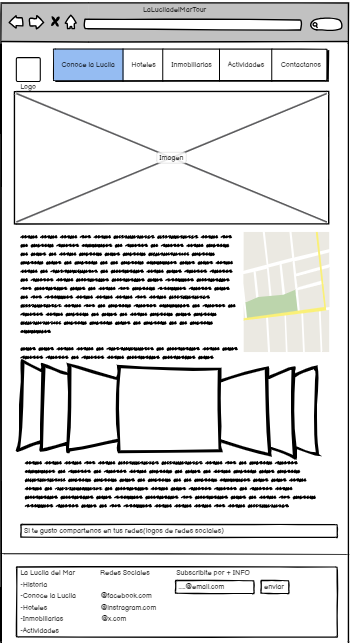 LaLuciladelMarTour
Conoce la Lucila
Hoteles
Inmobiliarias
Actividades
Contactanos
Logo
Imagen
Si te gusto compartenos en tus redes(logos de redes sociales)
La Lucila del Mar
-Historia
-Conoce la Lucila
-Hoteles
-Inmobiliarias
-Actividades
Redes Sociales
@facebook.com
@instragram.com
@x.com
Subscribite por + INFO
__@email.com
enviar